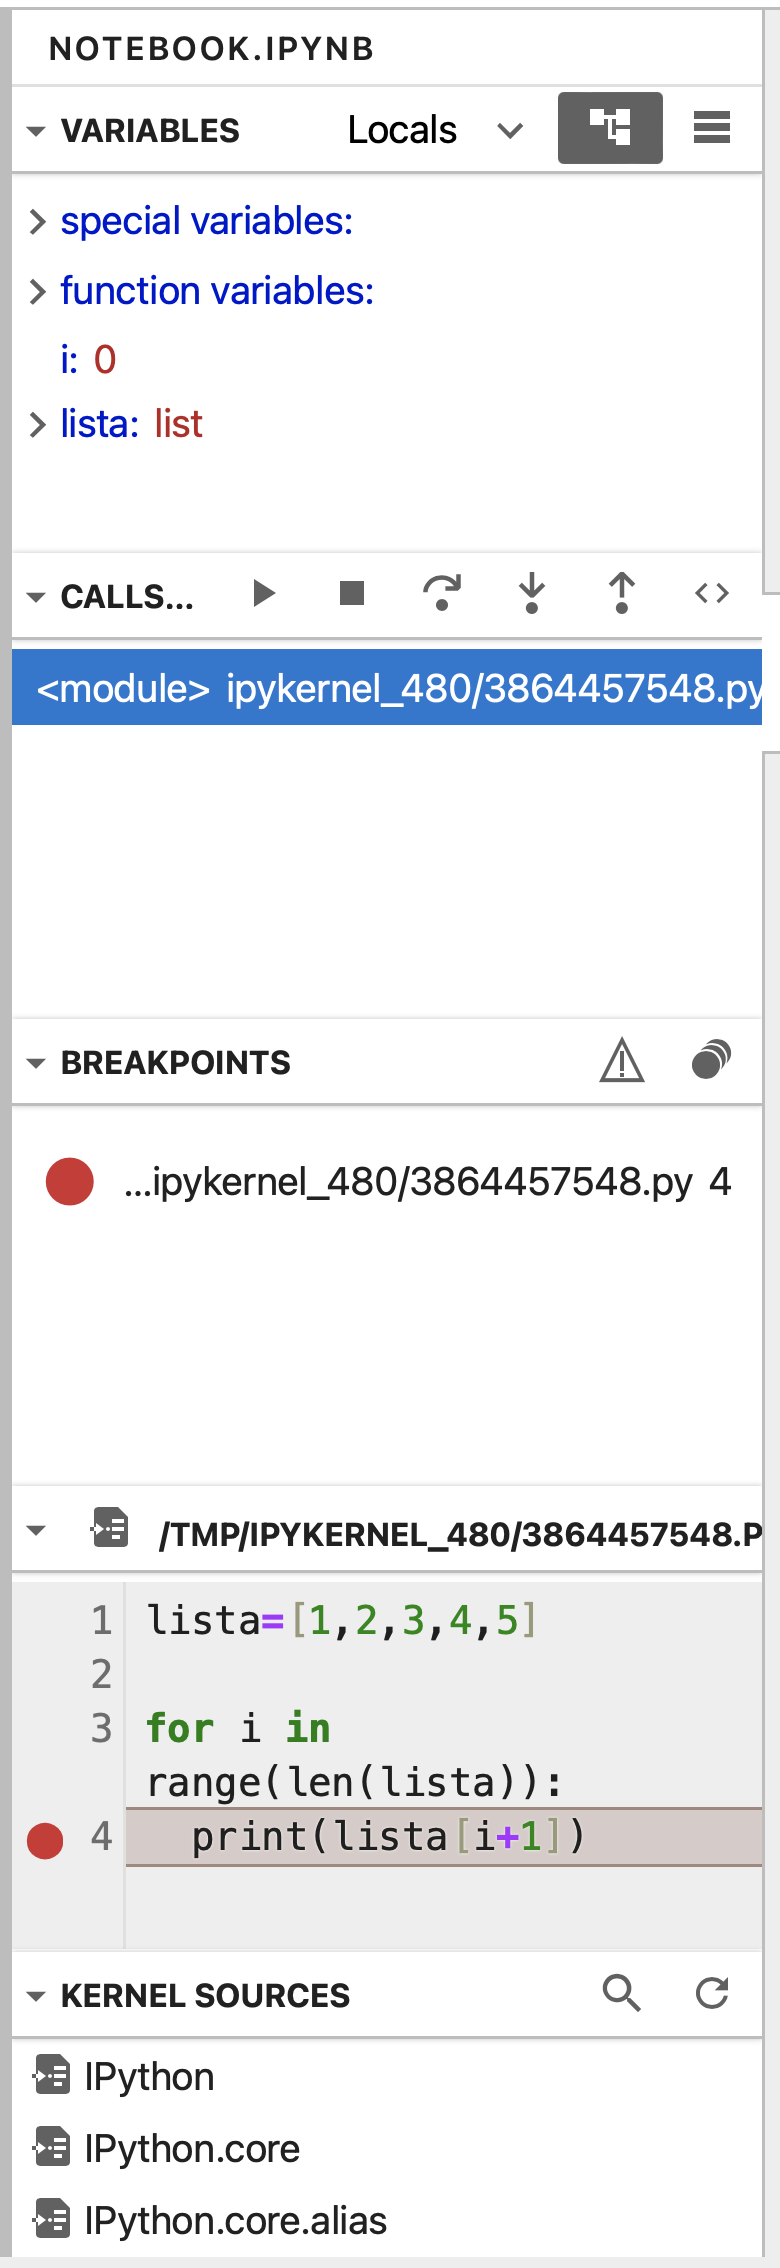 NOTEBOOK.IPYNB
VARIABLES Locals
special variables:
function variables:
i: 0
lista: list
CALLS...
<module> ipykernel_480/3864457548.py
BREAKPOINTS
...ipykernel_480/3864457548.py 4
/TMP/IPYKERNEL_480/3864457548.P
1 lista=[1,2,3,4,5]
2
3 for i in
range(len(lista)):
4 print(lista[i+1])
KERNEL SOURCES
IPython
IPython.core
IPython.core.alias